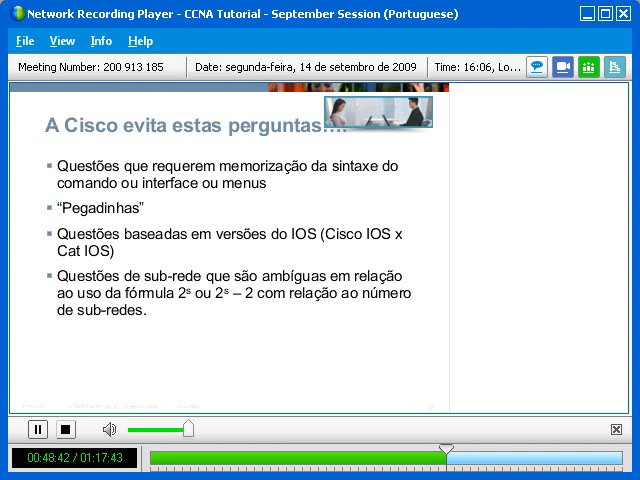 Network Recording Player - CCNA Tutorial - September Session (Portuguese)
File View Info Help
Meeting Number: 200 913 185 Date: segunda-feira, 14 de setembro de 2009 Time: 16:06, Lo...
A Cisco evita estas perguntas....
Questões que requerem memorização da sintaxe do
comando ou interface ou menus
“Pegadinhas”
Questões baseadas em versões do IOS (Cisco IOS x
Cat IOS)
Questões de sub-rede que são ambíguas em relação
ao uso da fórmula 2ˢ ou 2ˢ – 2 com relação ao número
de sub-redes.
00:48:42 / 01:17:43